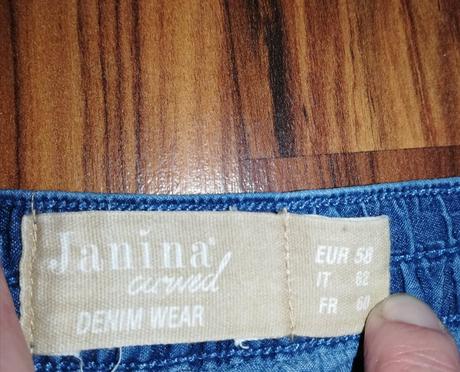 Janina®
curved
DENIM WEAR
EUR 58
IT 62
FR 60